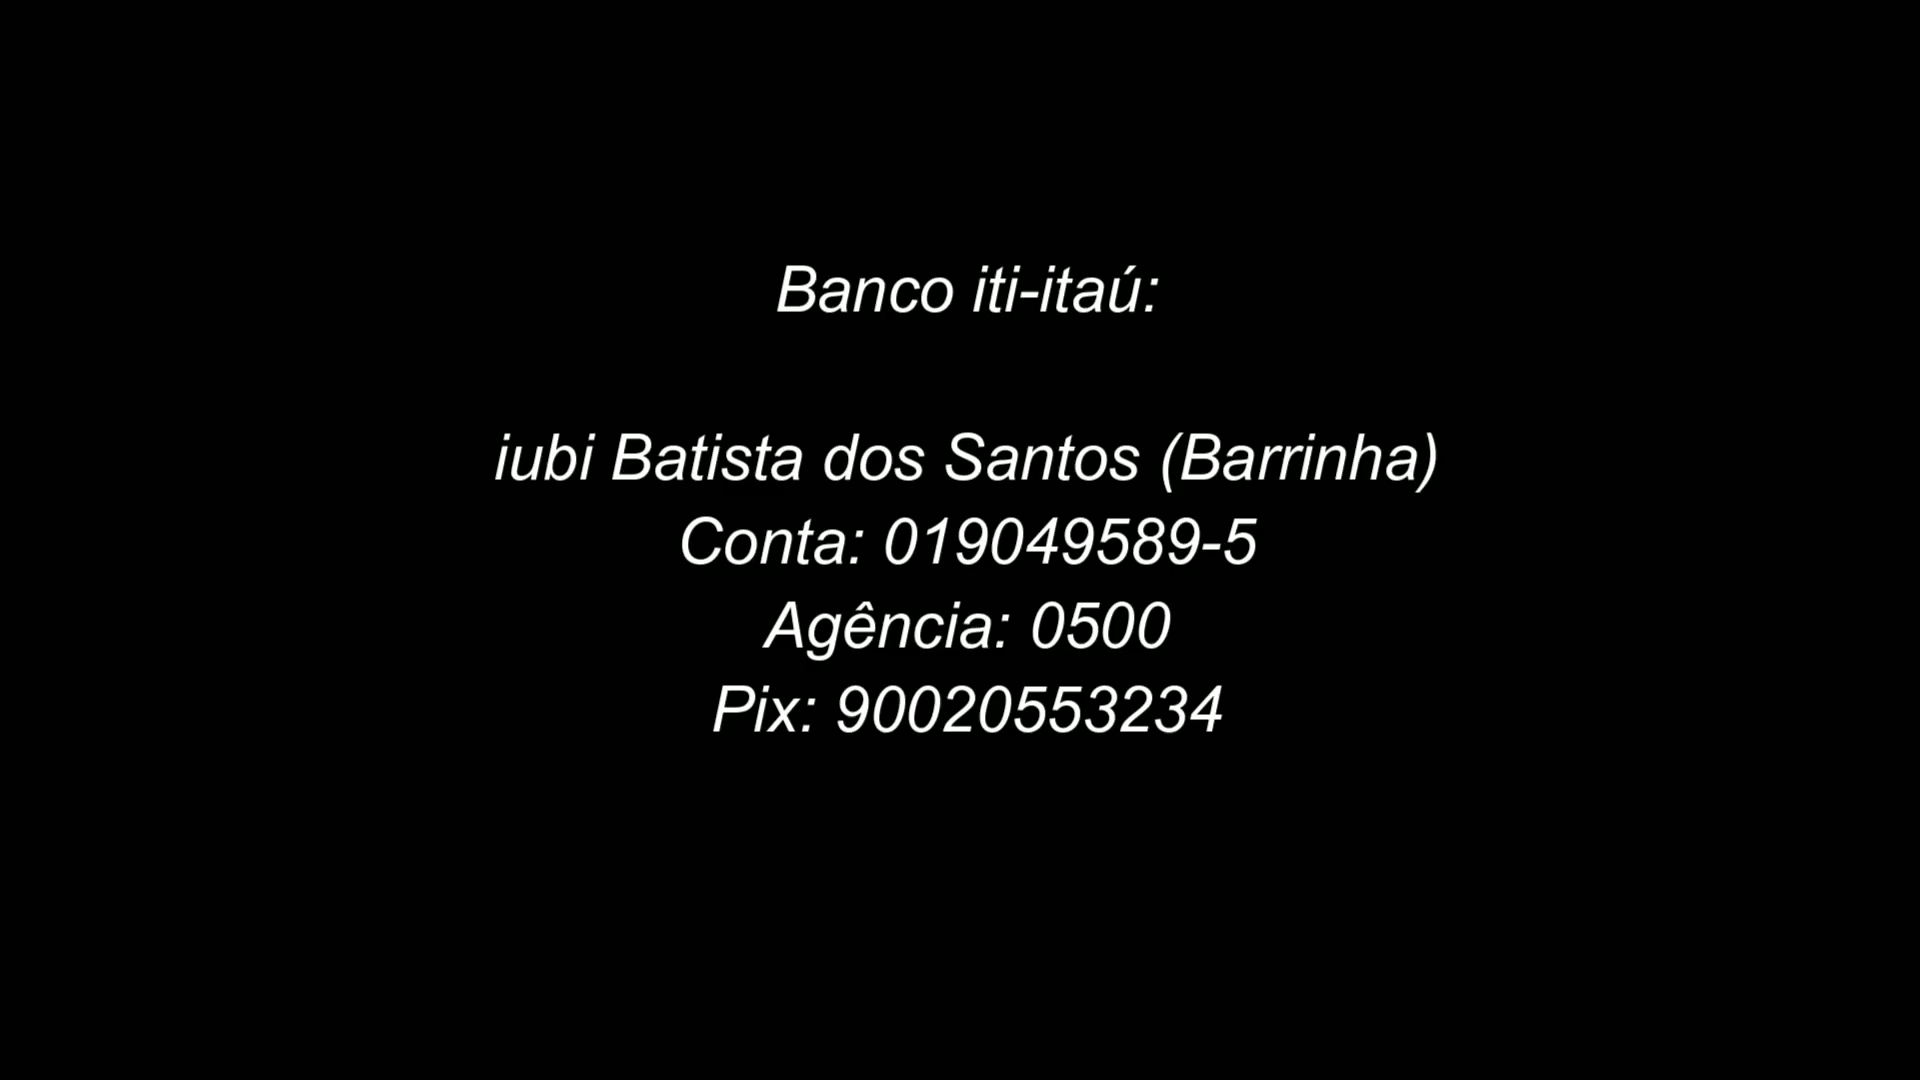 Banco iti-itaú:
iubi Batista dos Santos (Barrinha)
Conta: 019049589-5
Agência: 0500
Pix: 90020553234